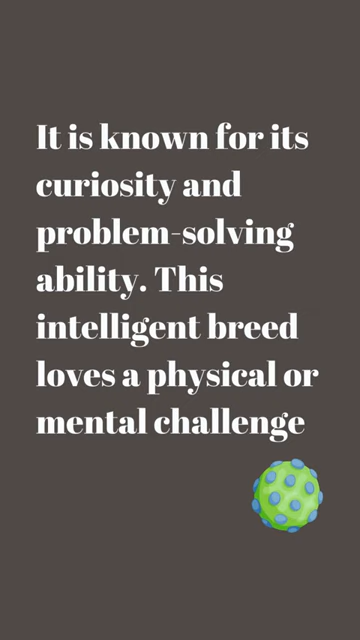 It is known for its
curiosity and
problem-solving
ability. This
intelligent breed
loves a physical or
mental challenge